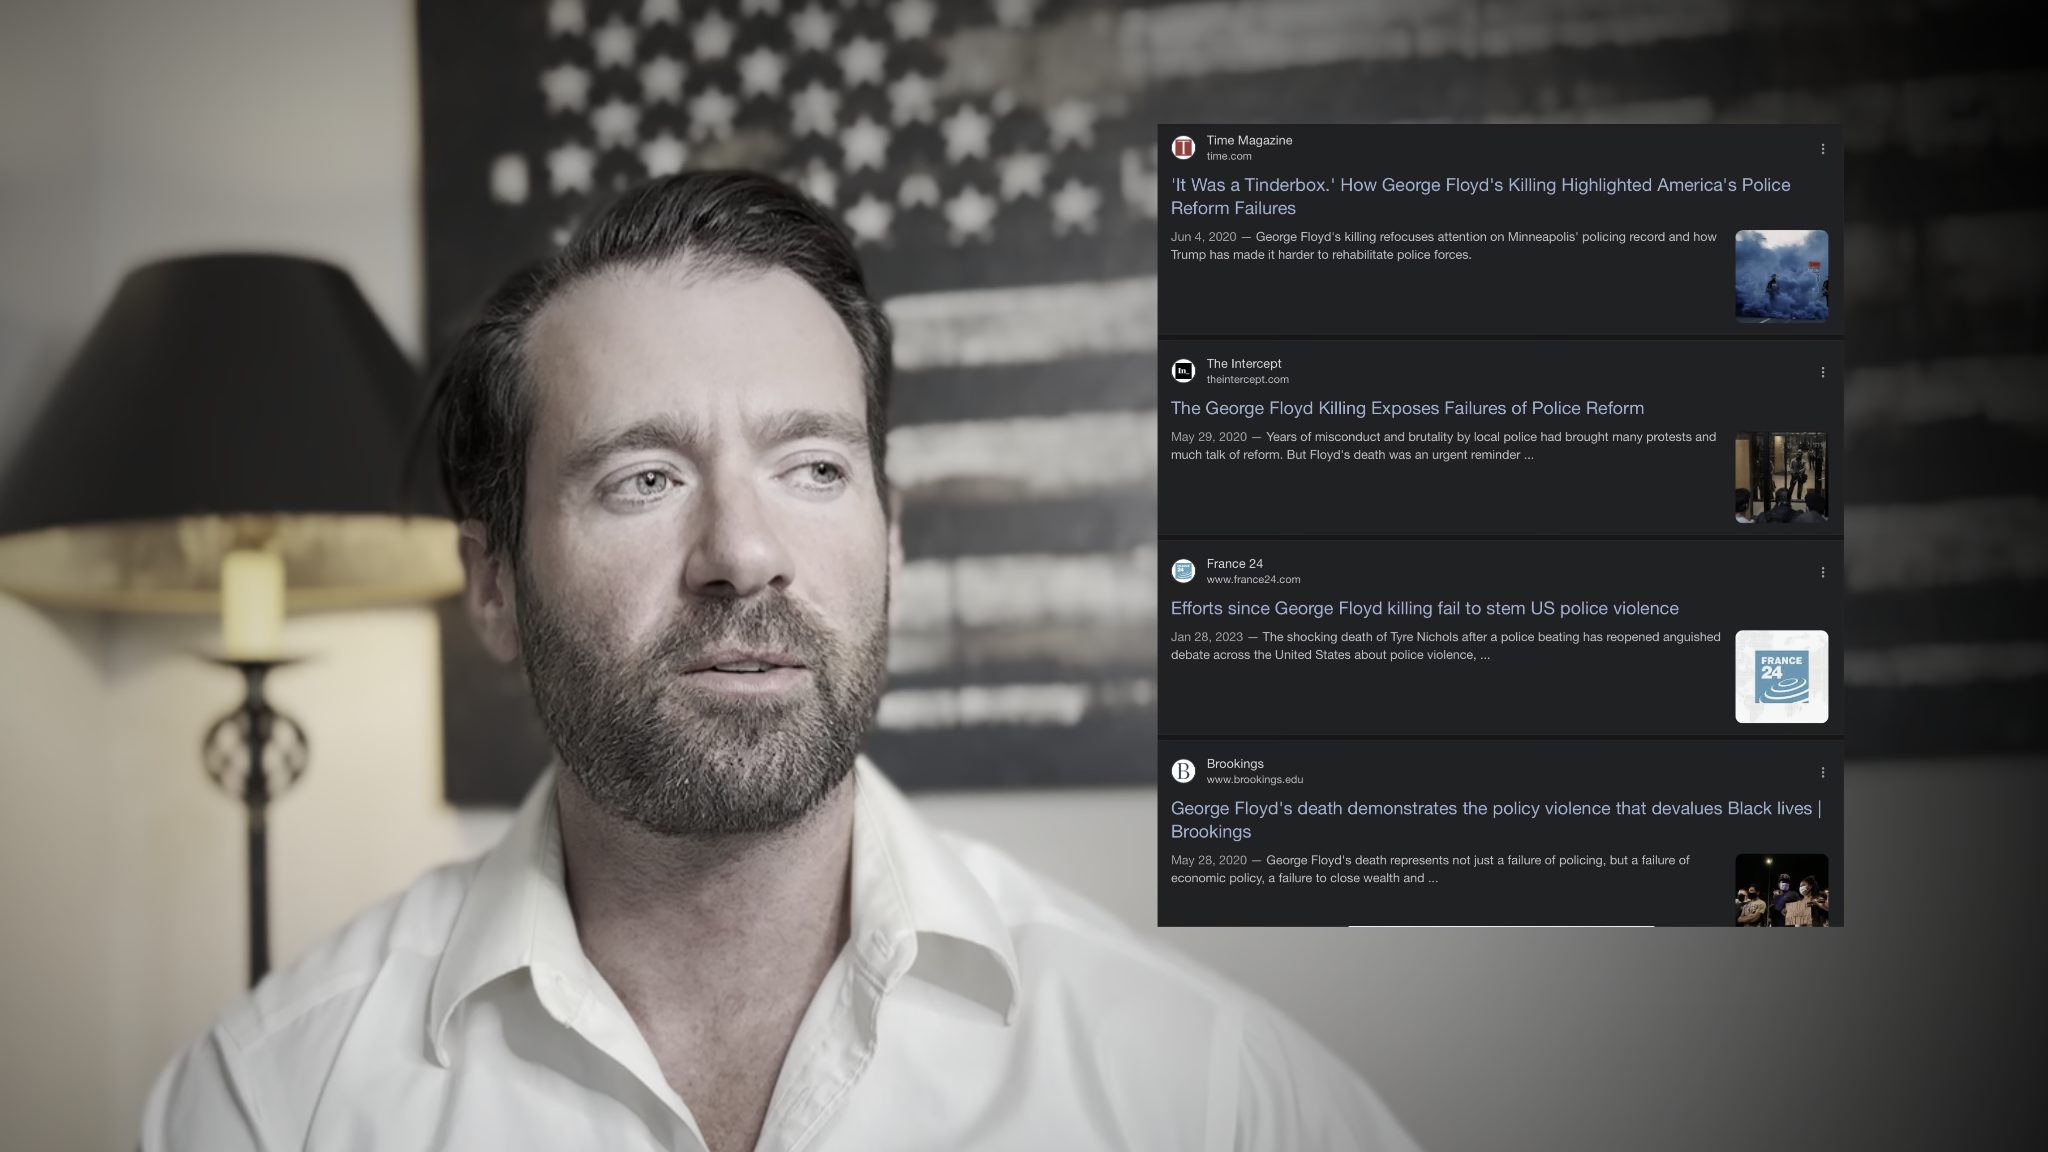 Time Magazine
time.com
'It Was a Tinderbox.' How George Floyd's Killing Highlighted America's Police
Reform Failures
Jun 4, 2020 — George Floyd's killing refocuses attention on Minneapolis' policing record and how
Trump has made it harder to rehabilitate police forces.
In_
The Intercept
theintercept.com
The George Floyd Killing Exposes Failures of Police Reform
May 29, 2020 — Years of misconduct and brutality by local police had brought many protests and
much talk of reform. But Floyd's death was an urgent reminder ...
France 24
www.france24.com
Efforts since George Floyd killing fail to stem US police violence
Jan 28, 2023 — The shocking death of Tyre Nichols after a police beating has reopened anguished
debate across the United States about police violence, ...
FRANCE
24
B
Brookings
www.brookings.edu
George Floyd's death demonstrates the policy violence that devalues Black lives |
Brookings
May 28, 2020 — George Floyd's death represents not just a failure of policing, but a failure of
economic policy, a failure to close wealth and ...